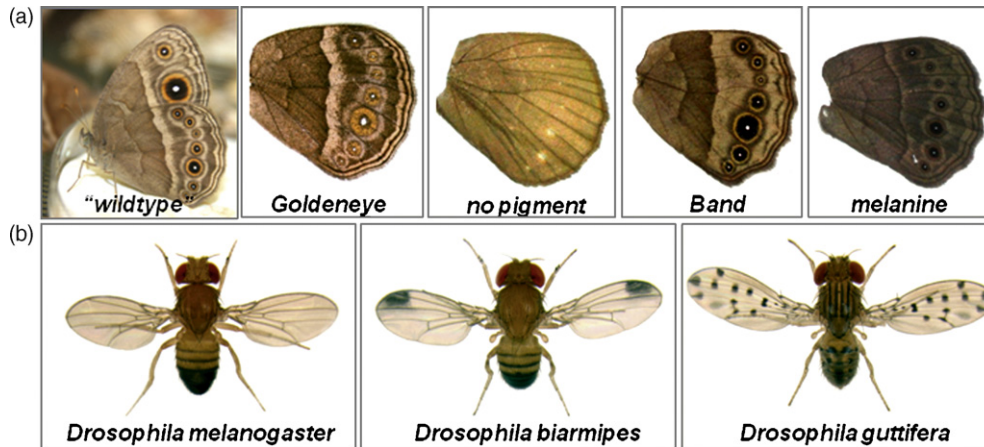 (a)
"wildtype"
Goldeneye
no pigment
Band
melanine
(b)
Drosophila melanogaster
Drosophila biarmipes
Drosophila guttifera